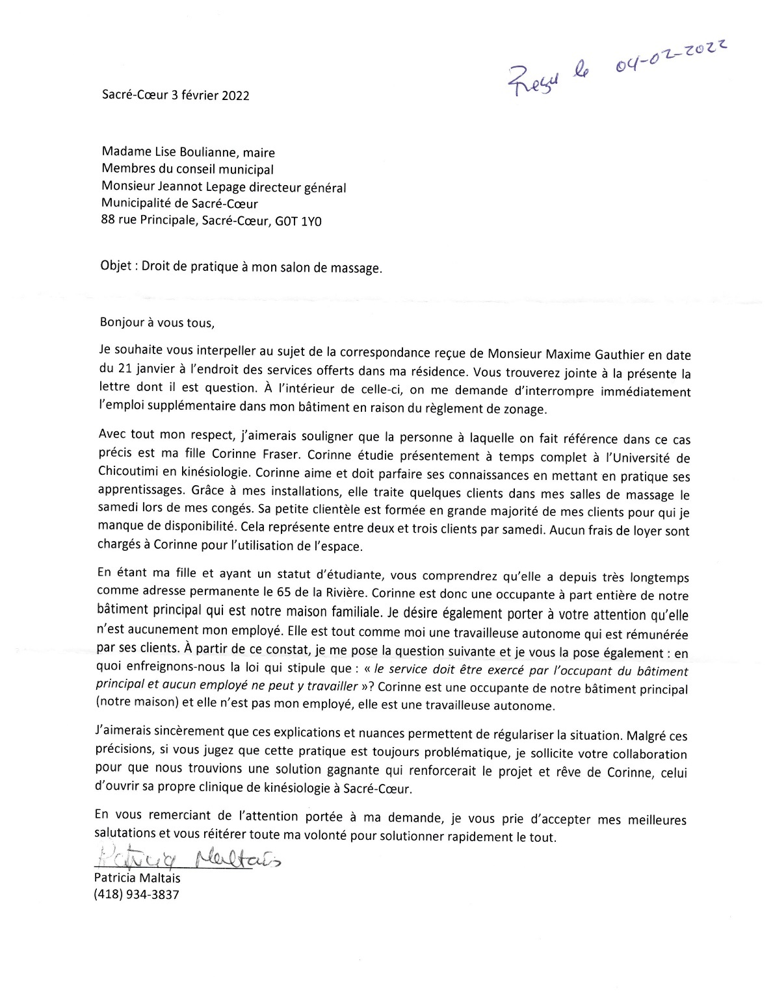 Reçu le 04-02-2022
Sacré-Cœur 3 février 2022
Madame Lise Boulianne, maire
Membres du conseil municipal
Monsieur Jeannot Lepage directeur général
Municipalité de Sacré-Cœur
88 rue Principale, Sacré-Cœur, G0T 1Y0
Objet : Droit de pratique à mon salon de massage.
Bonjour à vous tous,
Je souhaite vous interpeller au sujet de la correspondance reçue de Monsieur Maxime Gauthier en date
du 21 janvier à l’endroit des services offerts dans ma résidence. Vous trouverez jointe à la présente la
lettre dont il est question. À l’intérieur de celle-ci, on me demande d’interrompre immédiatement
l’emploi supplémentaire dans mon bâtiment en raison du règlement de zonage.
Avec tout mon respect, j’aimerais souligner que la personne à laquelle on fait référence dans ce cas
précis est ma fille Corinne Fraser. Corinne étudie présentement à temps complet à l’Université de
Chicoutimi en kinésiologie. Corinne aime et doit parfaire ses connaissances en mettant en pratique ses
apprentissages. Grâce à mes installations, elle traite quelques clients dans mes salles de massage le
samedi lors de mes congés. Sa petite clientèle est formée en grande majorité de mes clients pour qui je
manque de disponibilité. Cela représente entre deux et trois clients par samedi. Aucun frais de loyer sont
chargés à Corinne pour l’utilisation de l’espace.
En étant ma fille et ayant un statut d’étudiante, vous comprendrez qu’elle a depuis très longtemps
comme adresse permanente le 65 de la Rivière. Corinne est donc une occupante à part entière de notre
bâtiment principal qui est notre maison familiale. Je désire également porter à votre attention qu’elle
n’est aucunement mon employé. Elle est tout comme moi une travailleuse autonome qui est rémunérée
par ses clients. À partir de ce constat, je me pose la question suivante et je vous la pose également : en
quoi enfreignons-nous la loi qui stipule que : « le service doit être exercé par l’occupant du bâtiment
principal et aucun employé ne peut y travailler »? Corinne est une occupante de notre bâtiment principal
(notre maison) et elle n’est pas mon employé, elle est une travailleuse autonome.
J’aimerais sincèrement que ces explications et nuances permettent de régulariser la situation. Malgré ces
précisions, si vous jugez que cette pratique est toujours problématique, je sollicite votre collaboration
pour que nous trouvions une solution gagnante qui renforcerait le projet et rêve de Corinne, celui
d’ouvrir sa propre clinique de kinésiologie à Sacré-Cœur.
En vous remerciant de l’attention portée à ma demande, je vous prie d’accepter mes meilleures
salutations et vous réitérer toute ma volonté pour solutionner rapidement le tout.
Patricia Maltais
Patricia Maltais
(418) 934-3837